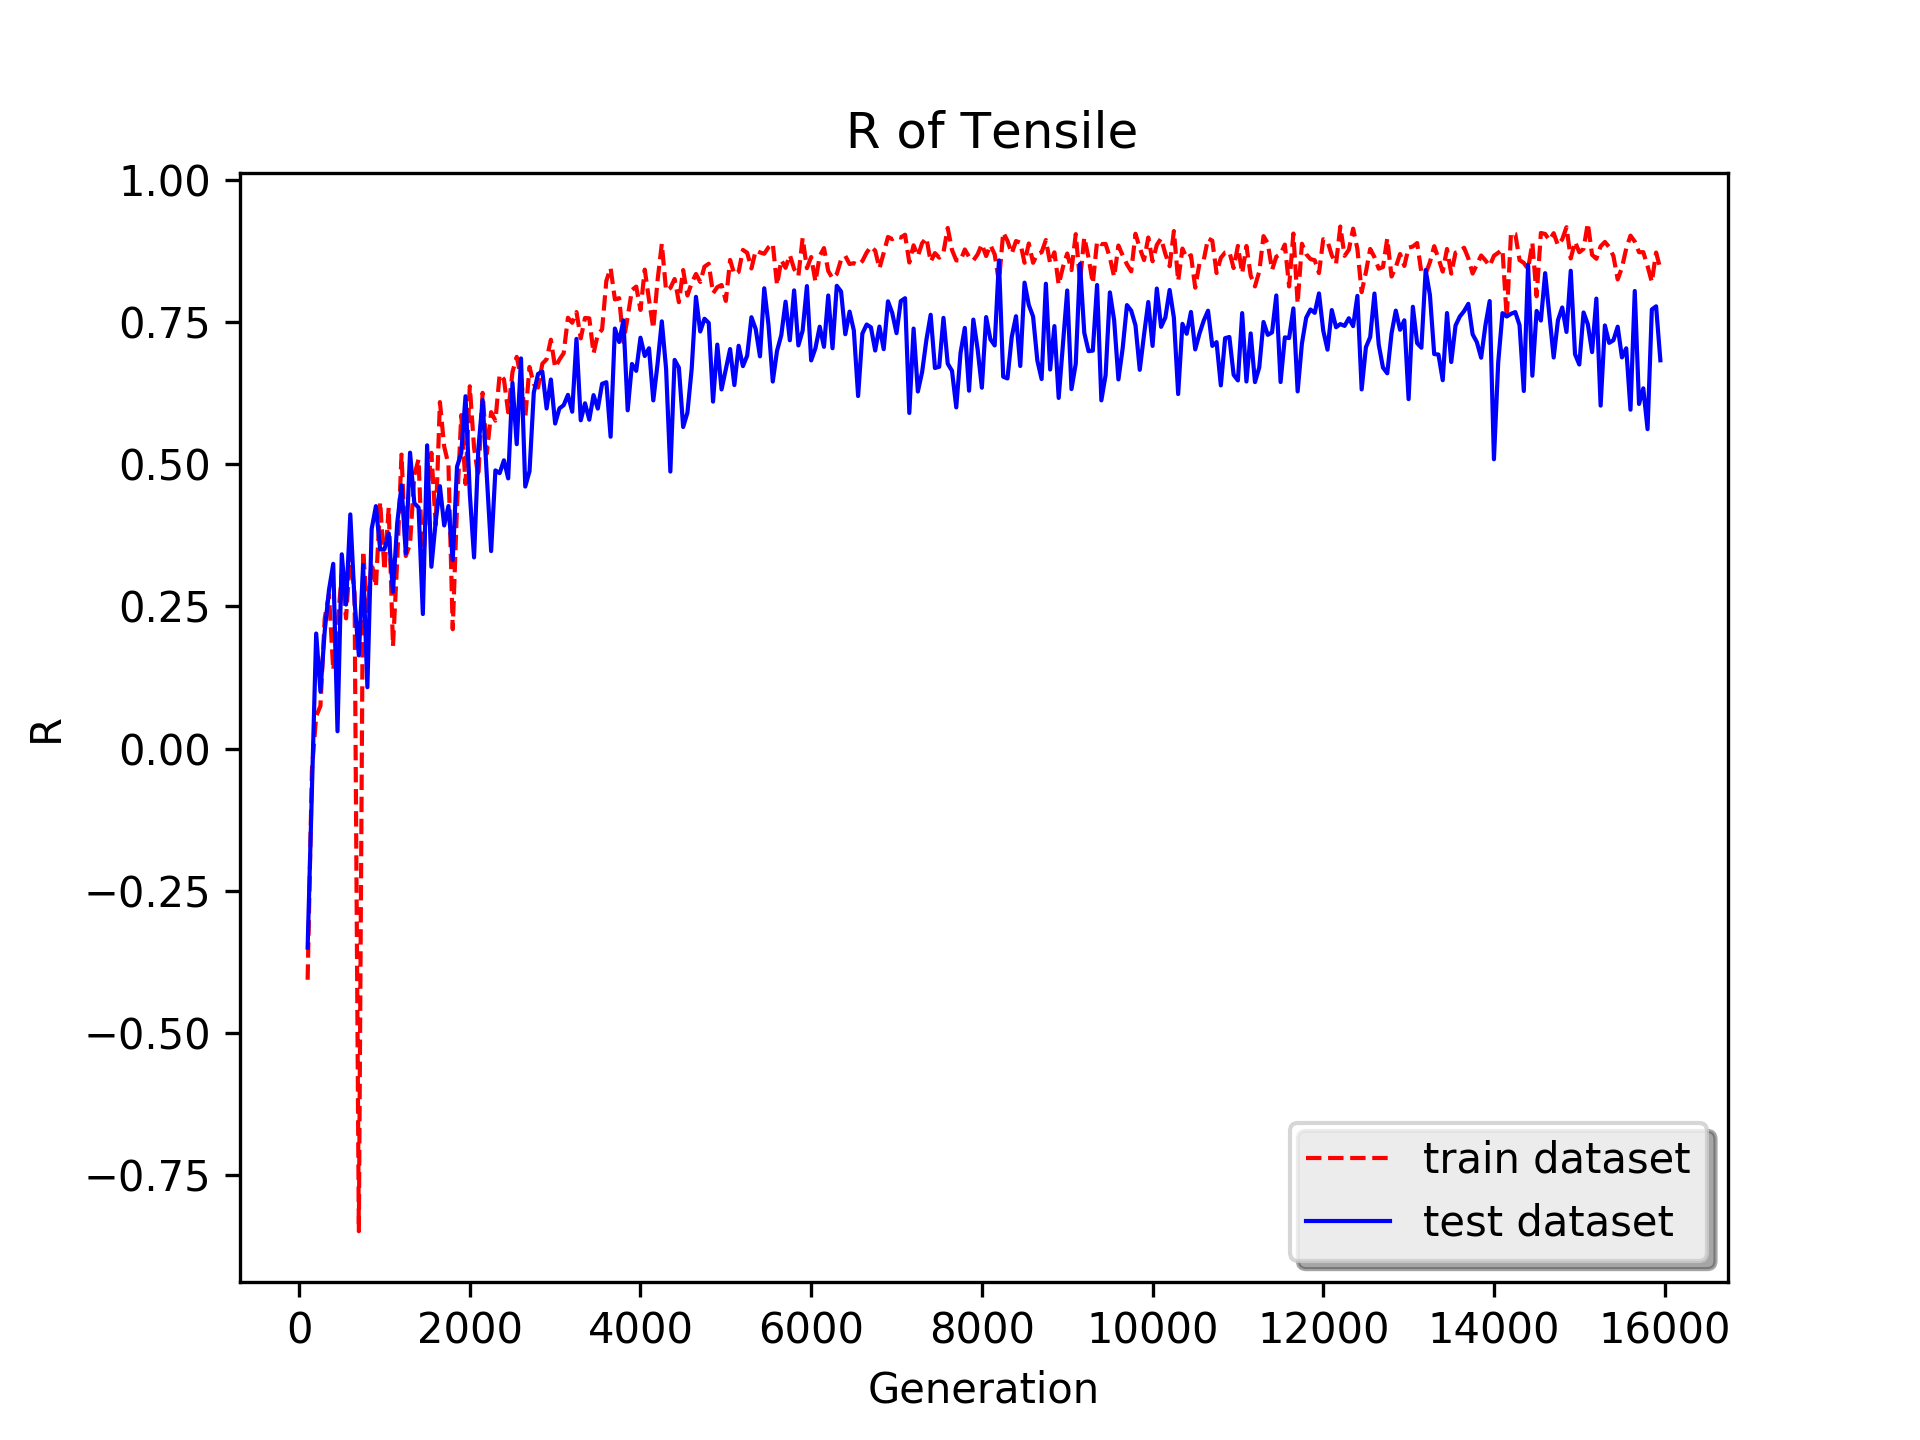 R of Tensile
1.00
0.75
0.50
0.25
0.00
−0.25
−0.50
−0.75
R
0 2000 4000 6000 8000 10000 12000 14000 16000
Generation
train dataset
test dataset